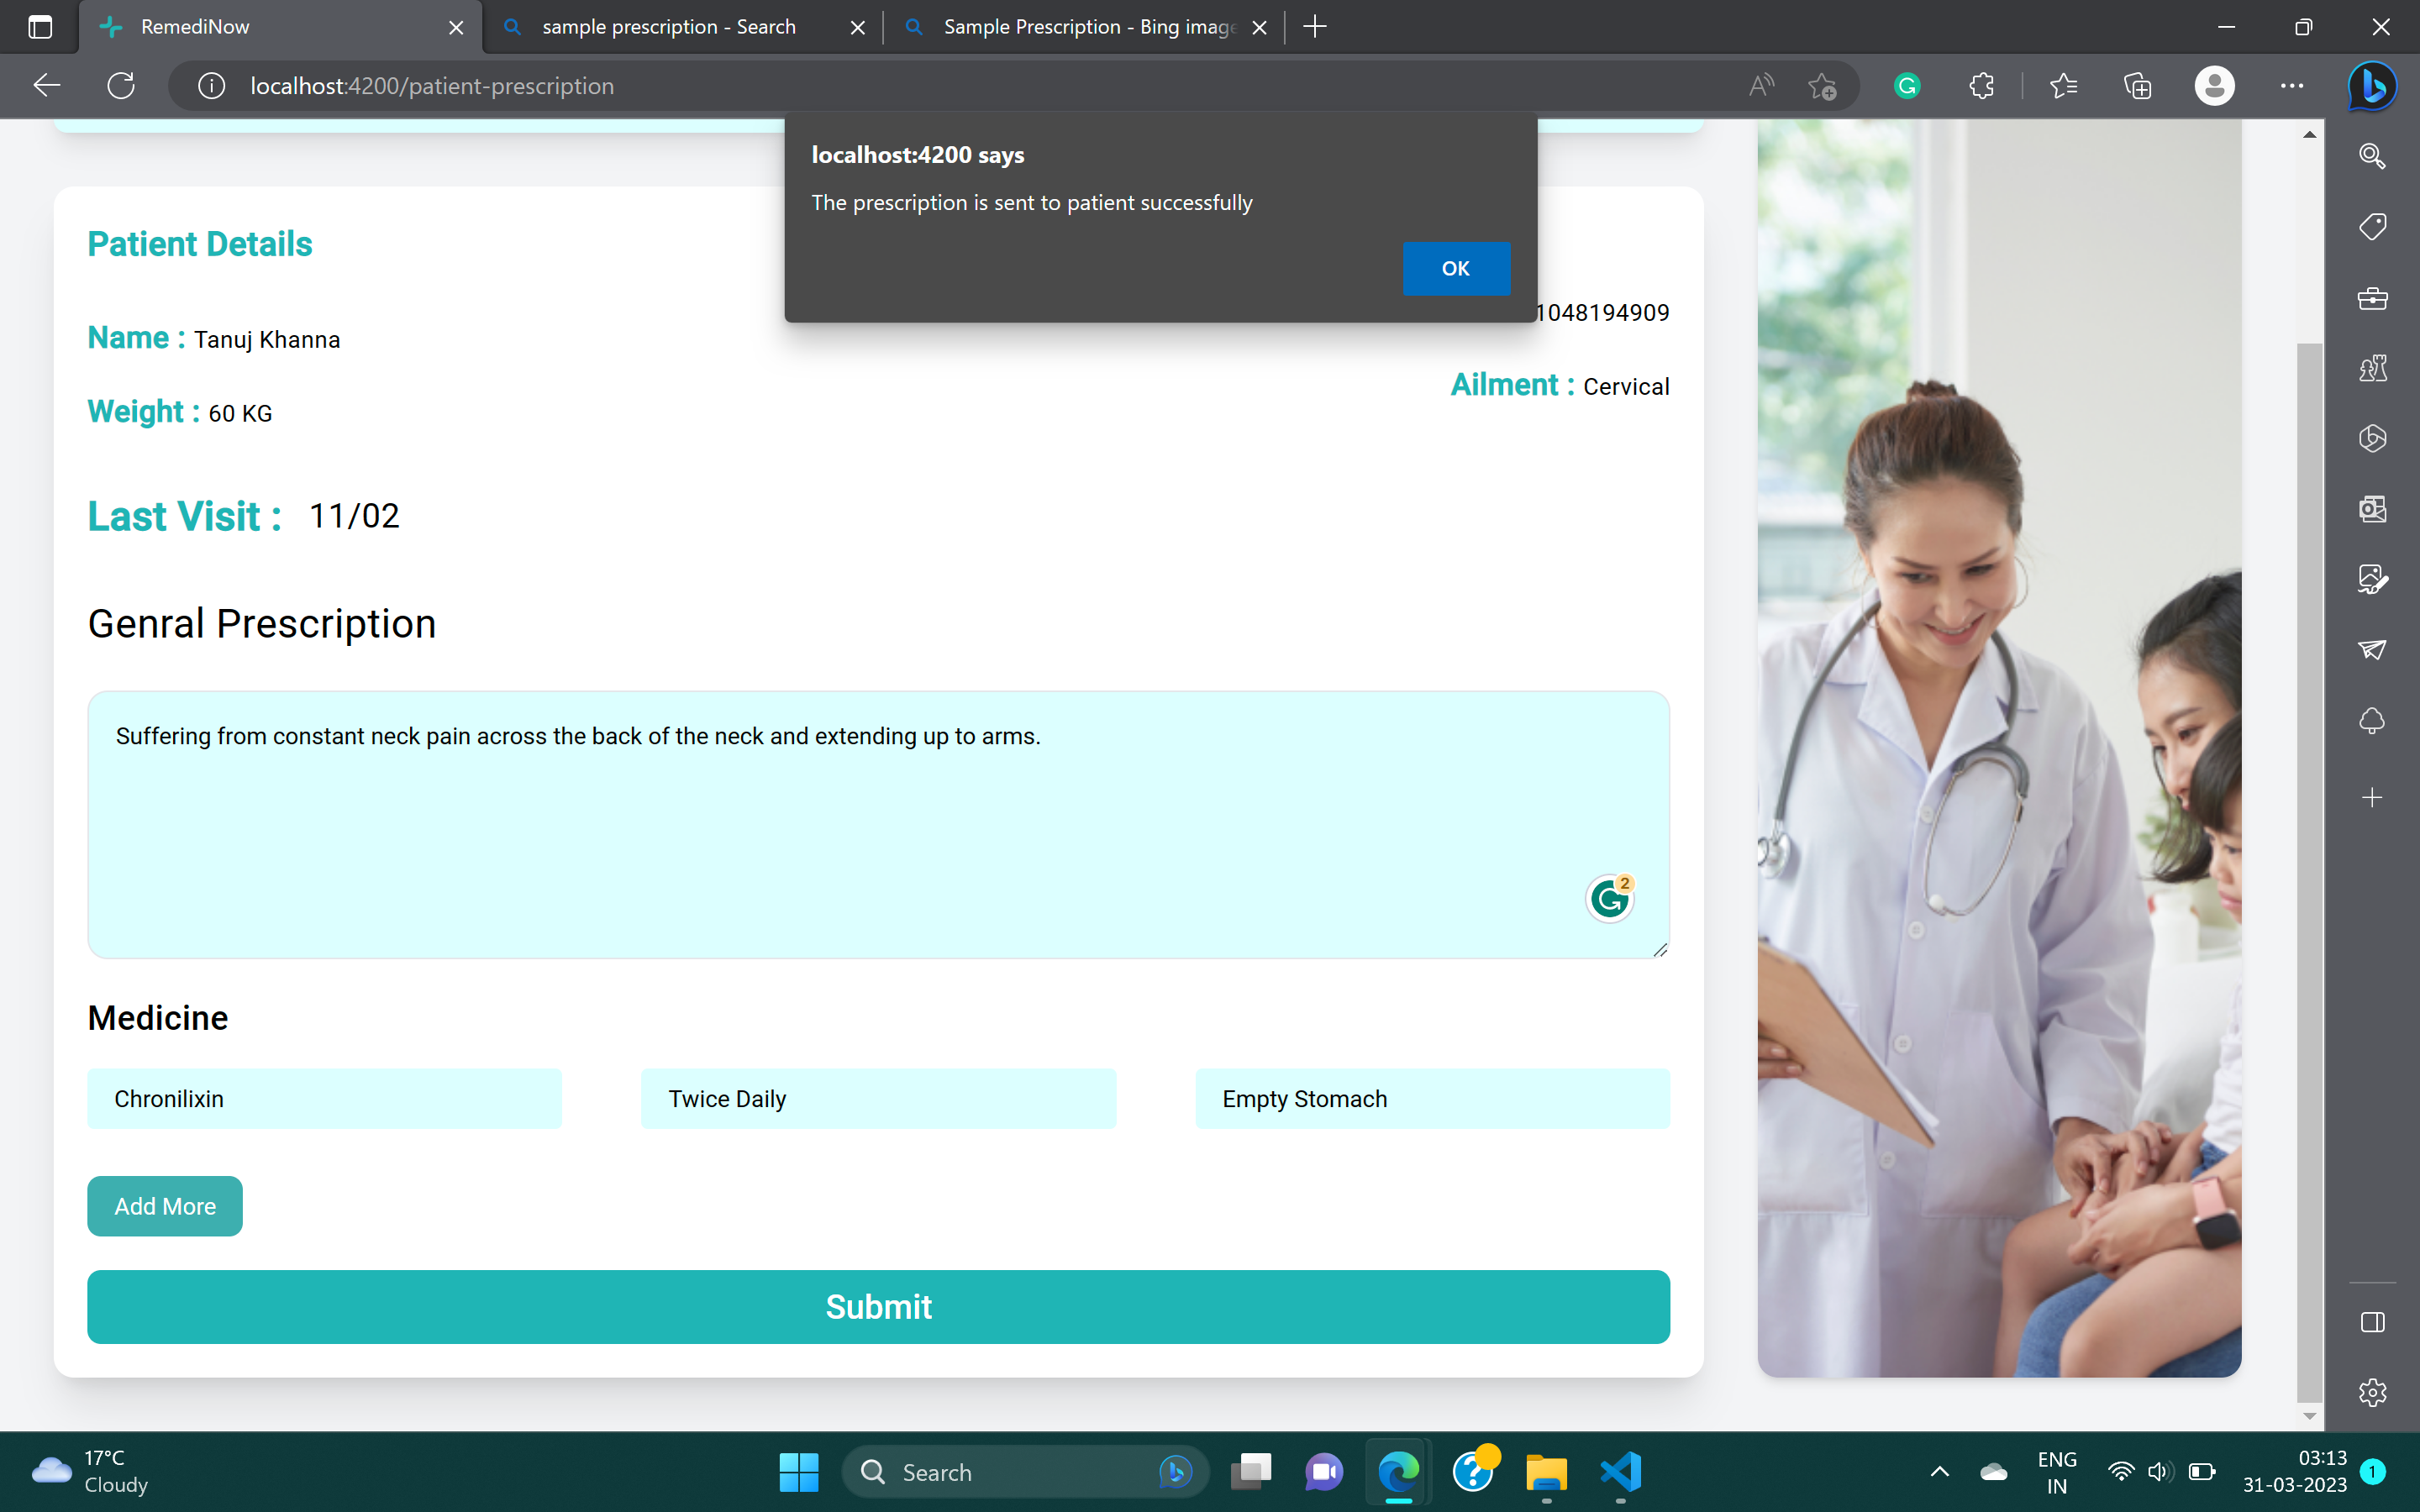 RemediNow
sample prescription - Search
Sample Prescription - Bing image
localhost:4200/patient-prescription
localhost:4200 says
The prescription is sent to patient successfully
OK
Patient Details
1048194909
Name : Tanuj Khanna
Ailment : Cervical
Weight : 60 KG
Last Visit : 11/02
Genral Prescription
Suffering from constant neck pain across the back of the neck and extending up to arms.
2
Medicine
Chronilixin
Twice Daily
Empty Stomach
Add More
Submit
17°C
Cloudy
Search
ENG
IN
03:13
31-03-2023
1